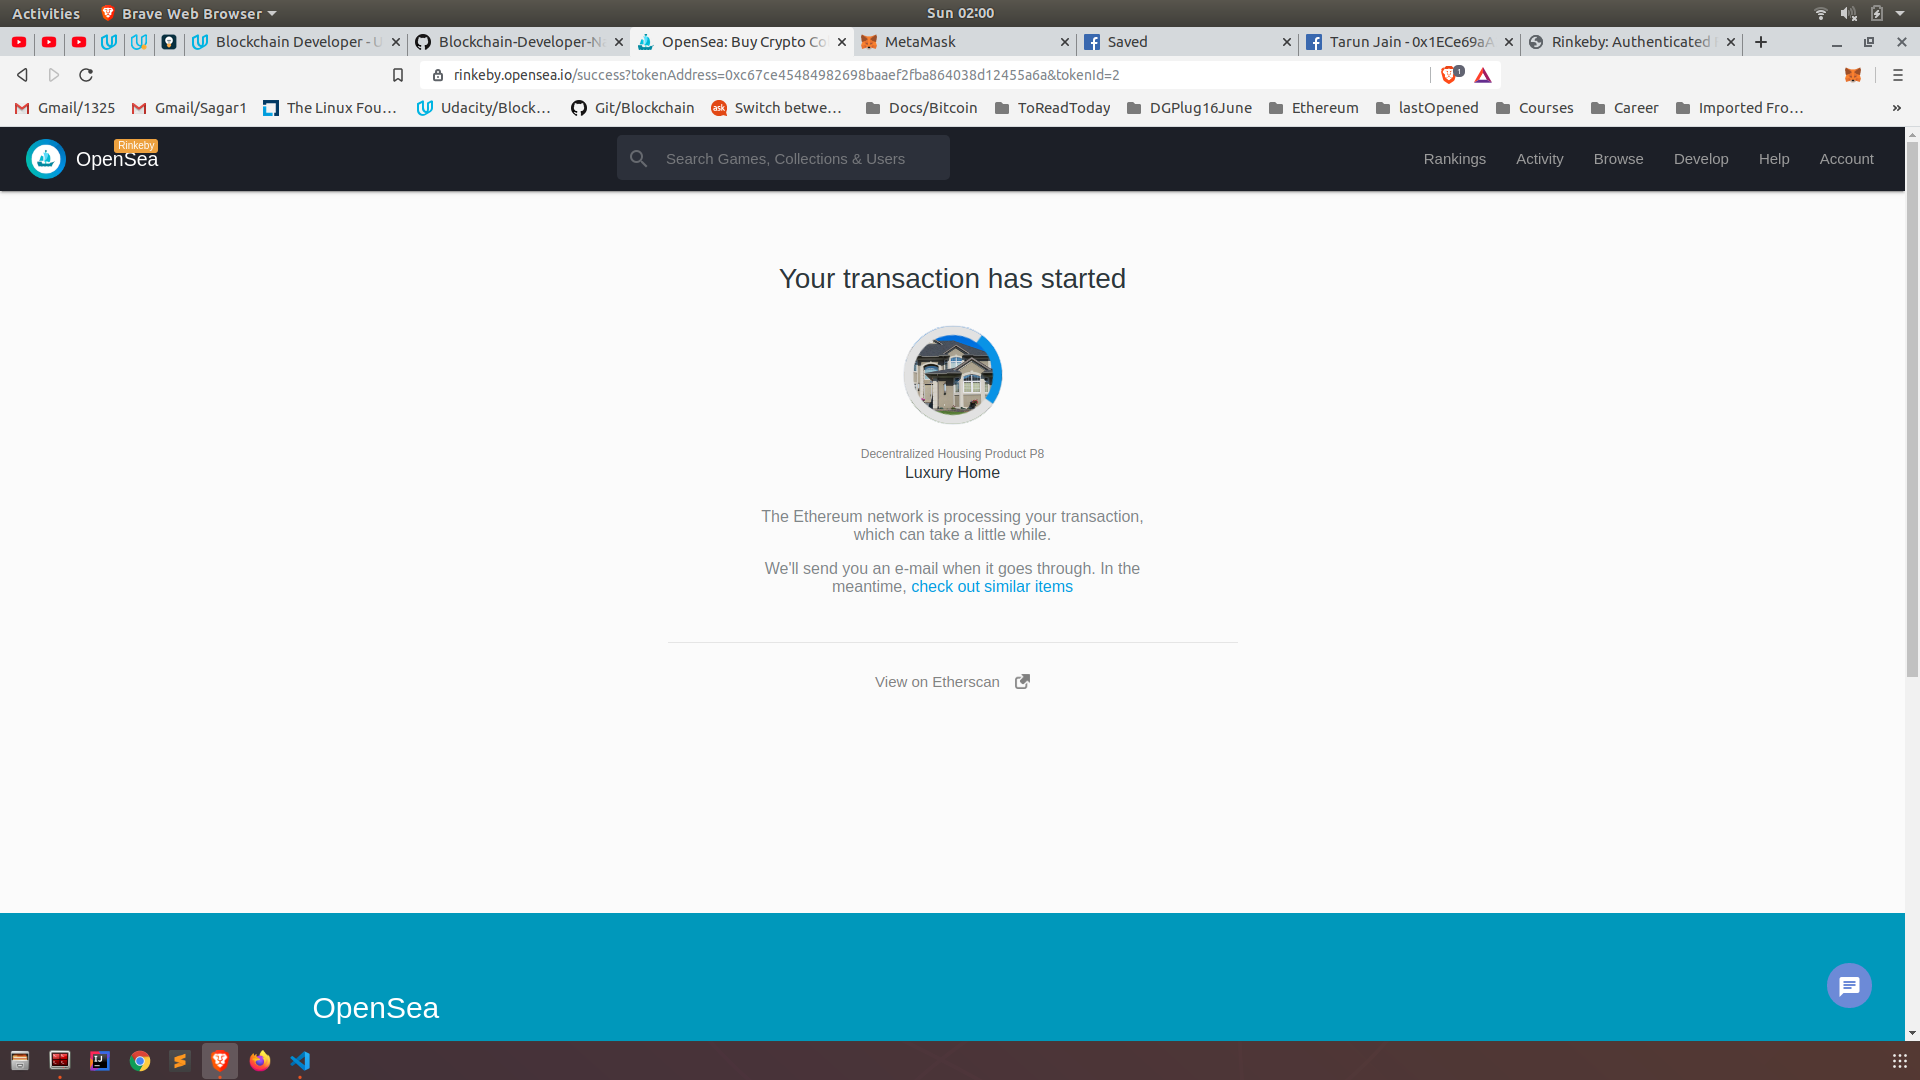 Activities Brave Web Browser Sun 02:00
Blockchain Developer - U Blockchain-Developer-Na OpenSea: Buy Crypto Co MetaMask Saved Tarun Jain - 0x1ECe69aA Rinkeby: Authenticated
rinkeby.opensea.io/success?tokenAddress=0xc67ce45484982698baaef2fba864038d12455a6a&tokenId=2 1
Gmail/1325 Gmail/Sagar1 The Linux Fou… Udacity/Block… Git/Blockchain ask Switch betwe… Docs/Bitcoin ToReadToday DGPlug16June Ethereum lastOpened Courses Career Imported Fro… »
Rinkeby
OpenSea Search Games, Collections & Users Rankings Activity Browse Develop Help Account
Your transaction has started
Decentralized Housing Product P8
Luxury Home
The Ethereum network is processing your transaction,
which can take a little while.
We'll send you an e-mail when it goes through. In the
meantime, check out similar items
View on Etherscan
OpenSea
IJ